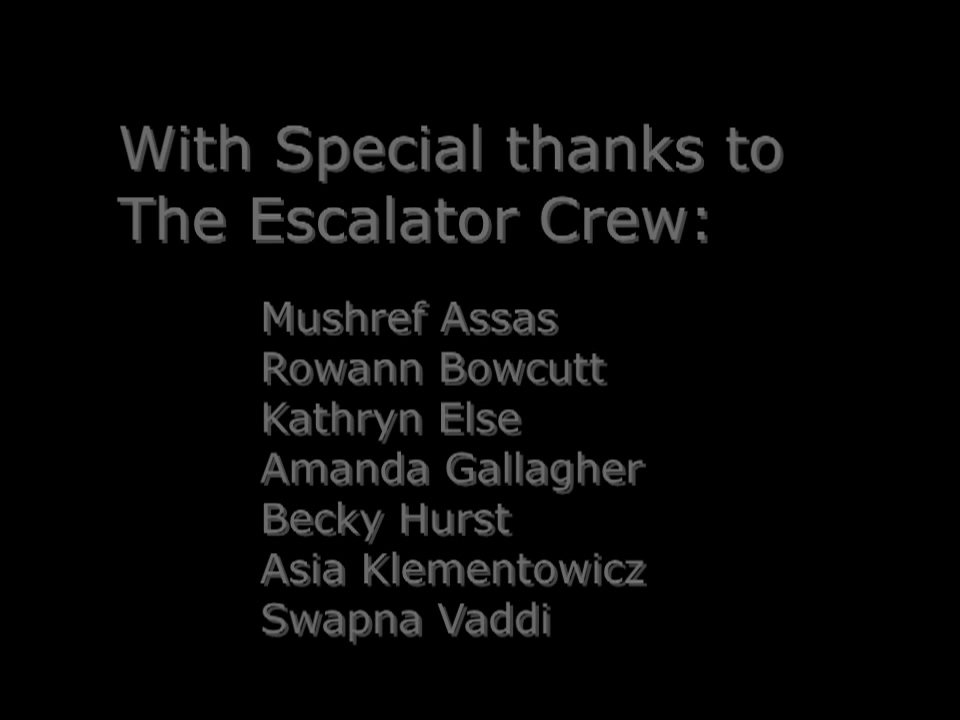 With Special thanks to
The Escalator Crew:
Mushref Assas
Rowann Bowcutt
Kathryn Else
Amanda Gallagher
Becky Hurst
Asia Klementowicz
Swapna Vaddi